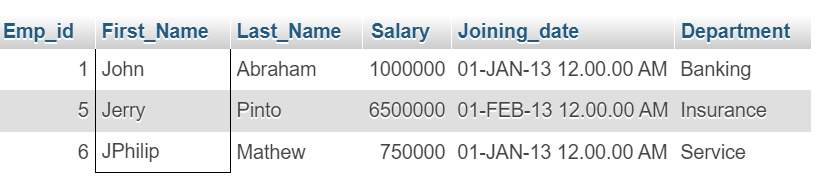 Emp_id First_Name Last_Name Salary Joining_date Department
1 John Abraham 1000000 01-JAN-13 12.00.00 AM Banking
5 Jerry Pinto 6500000 01-FEB-13 12.00.00 AM Insurance
6 JPhilip Mathew 750000 01-JAN-13 12.00.00 AM Service